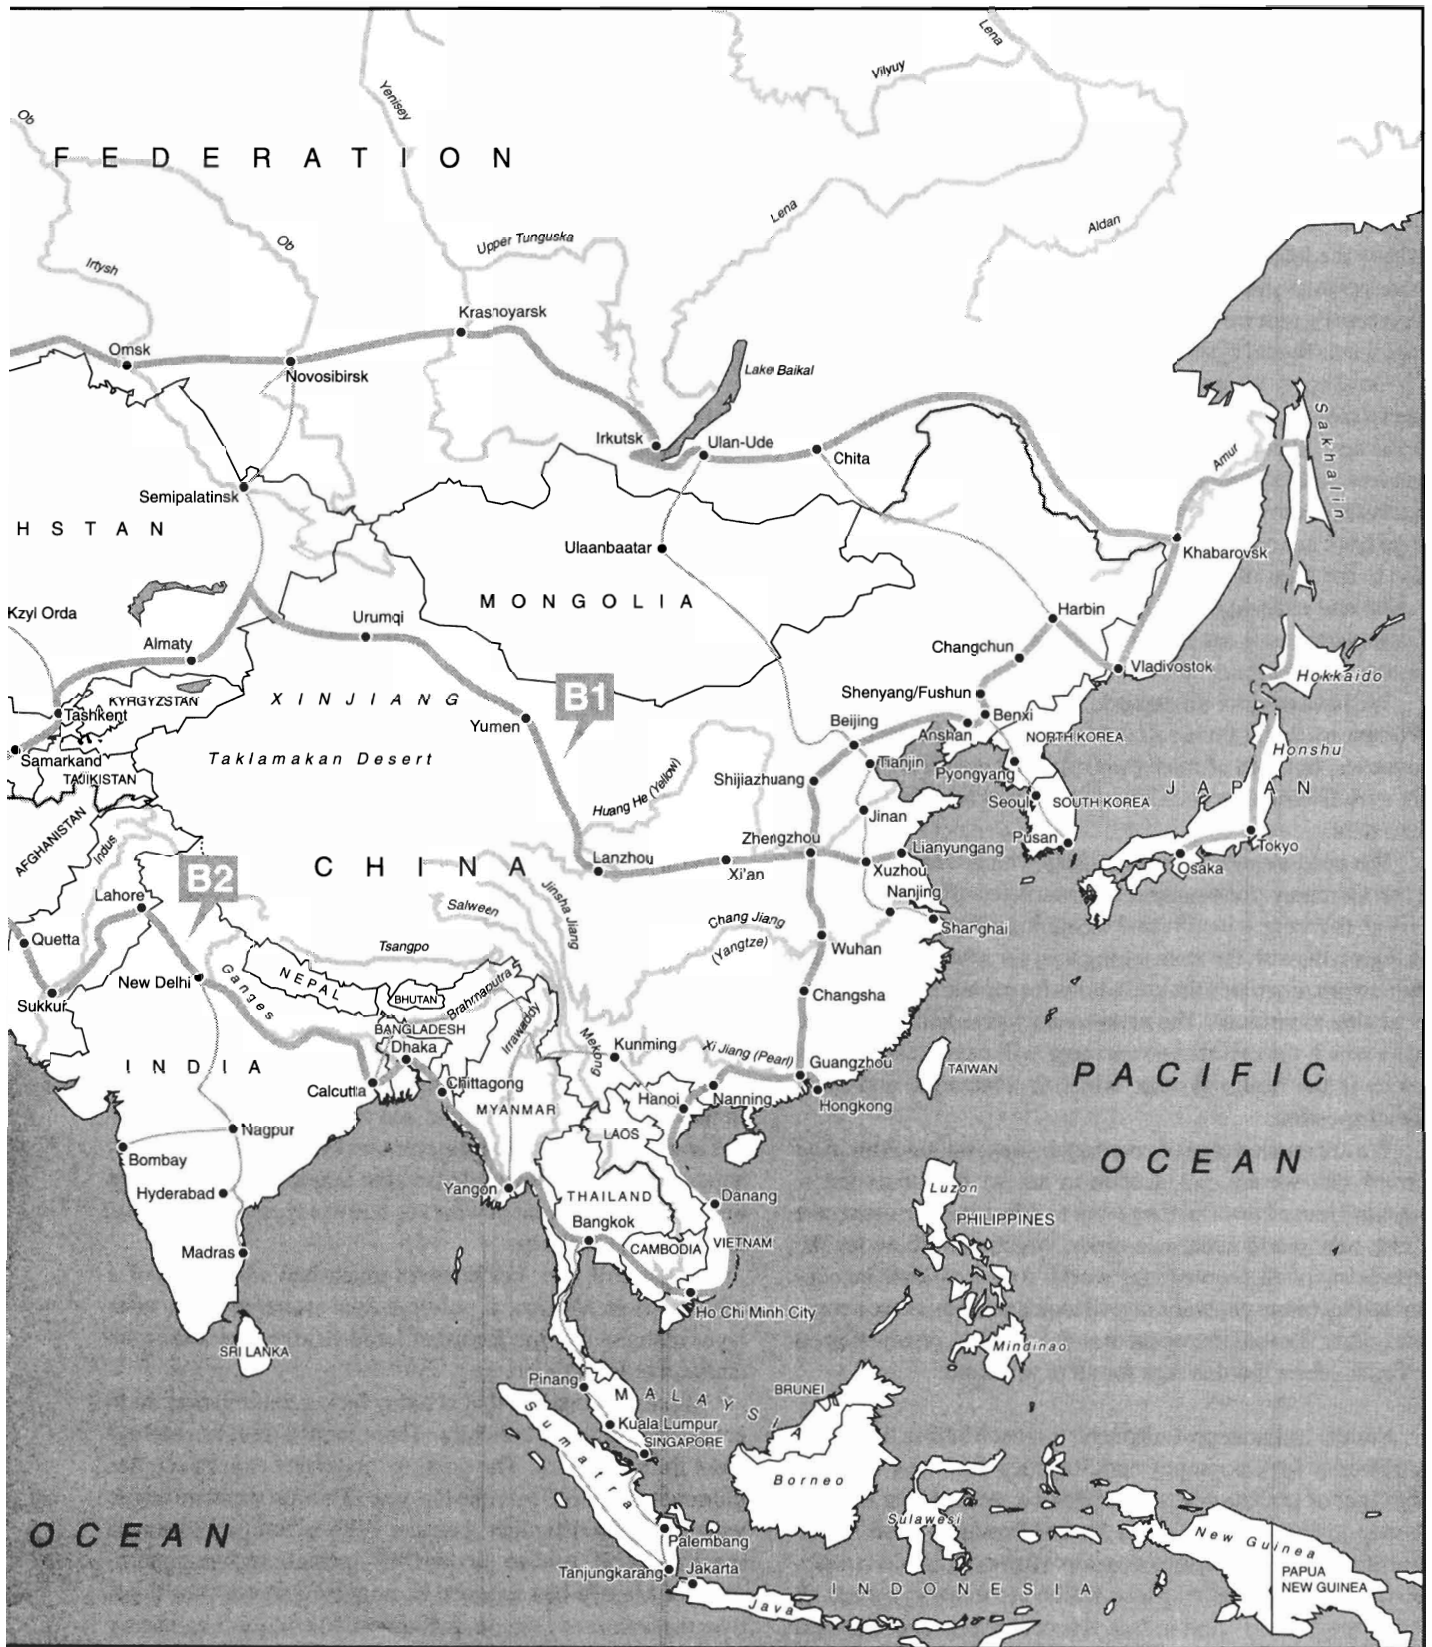 Lena
Vilyuy
Yenisey
Ob
FEDERATION
Lena
Aldan
Ob
Upper Tunguska
Irtysh
Krasnoyarsk
Omsk
Novosibirsk
Lake Baikal
Irkutsk
Ulan-Ude
Chita
Sakhalin
Amur
Semipalatinsk
HSTAN
Ulaanbaatar
Khabarovsk
MONGOLIA
Kzyl Orda
Urumqi
Harbin
Almaty
Changchun
Vladivostok
Hokkaido
KYRGYZSTAN
XINJIANG
B1
Shenyang/Fushun
Tashkent
Yumen
Beijing
Benxi
Anshan
NORTH KOREA
Honshu
Samarkand
Taklamakan Desert
Tianjin
Pyongyang
TAJIKISTAN
Huang He (Yellow)
Shijiazhuang
JAPAN
Seoul
SOUTH KOREA
AFGHANISTAN
Indus
Jinan
Zhengzhou
Pusan
Lianyungang
Tokyo
CHINA
Lanzhou
Xi'an
Xuzhou
Osaka
B2
Jinsha Jiang
Nanjing
Lahore
Salween
Chang Jiang
(Yangtze)
Shanghai
Quetta
Tsangpo
Wuhan
New Delhi
Ganges
NEPAL
Sukkur
BHUTAN
Brahmaputra
Changsha
BANGLADESH
Irrawaddy
Mekong
Dhaka
Kunming
Xi Jiang (Pearl)
Guangzhou
INDIA
TAIWAN
PACIFIC
Calcutta
Chittagong
Hanoi
Nanning
Hongkong
MYANMAR
Nagpur
LAOS
Bombay
OCEAN
Hyderabad
Yangon
THAILAND
Danang
Luzon
Bangkok
PHILIPPINES
Madras
CAMBODIA
VIETNAM
Ho Chi Minh City
SRI LANKA
Mindinao
Pinang
MALAYSIA
BRUNEI
Sumatra
Kuala Lumpur
SINGAPORE
Borneo
Sulawesi
OCEAN
Palembang
New Guinea
Tanjungkarang
Jakarta
PAPUA
NEW GUINEA
INDONESIA
Java